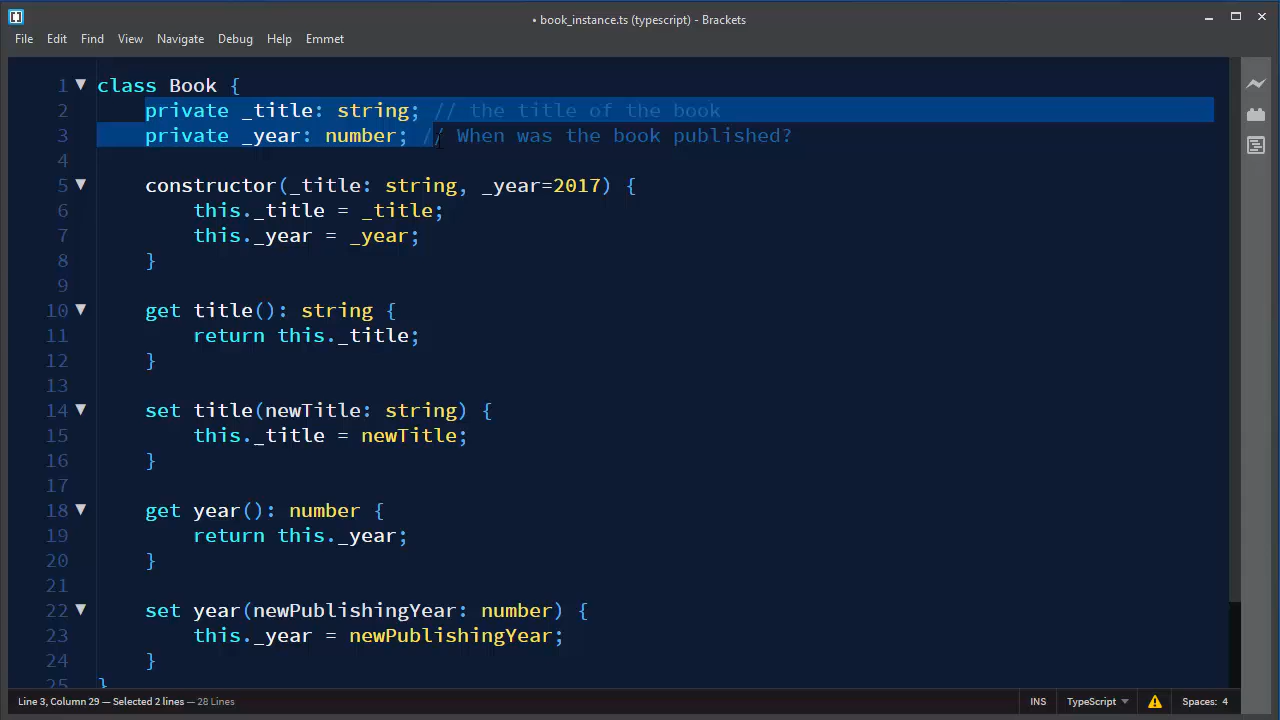 • book_instance.ts (typescript) - Brackets
File Edit Find View Navigate Debug Help Emmet
1 class Book {
2 private _title: string; // the title of the book
3 private _year: number; // When was the book published?
4
5 constructor(_title: string, _year=2017) {
6 this._title = _title;
7 this._year = _year;
8 }
9
10 get title(): string {
11 return this._title;
12 }
13
14 set title(newTitle: string) {
15 this._title = newTitle;
16 }
17
18 get year(): number {
19 return this._year;
20 }
21
22 set year(newPublishingYear: number) {
23 this._year = newPublishingYear;
24 }
25 }
Line 3, Column 29 — Selected 2 lines — 28 Lines INS TypeScript Spaces: 4